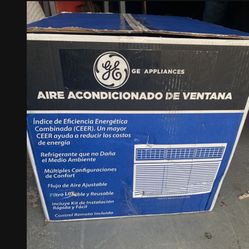 GE APPLIANCES
AIRE ACONDICIONADO DE VENTANA
Índice de Eficiencia Energética
Combinada (CEER). Un mayor
CEER ayuda a reducir los costos
de energía
Refrigerante que no Daña
el Medio Ambiente
Múltiples Configuraciones
de Confort
Flujo de Aire Ajustable
Filtro Lavable y Reusable
Incluye Kit de Instalación
Rápida y Fácil
Control Remoto Incluido